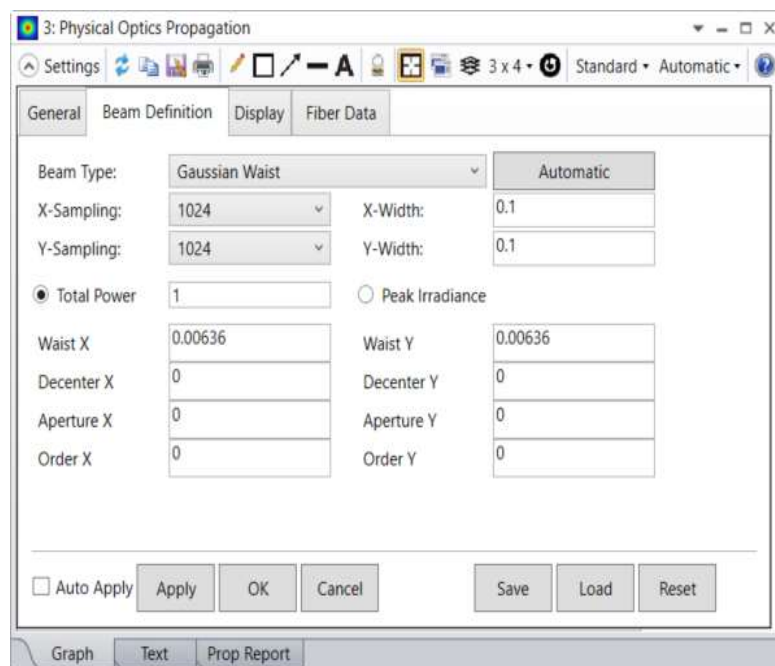 3: Physical Optics Propagation
Settings A 3 x 4 Standard Automatic ?
General Beam Definition Display Fiber Data
Beam Type: Gaussian Waist Automatic
X-Sampling: 1024 X-Width: 0.1
Y-Sampling: 1024 Y-Width: 0.1
Total Power 1 Peak Irradiance
Waist X 0.00636 Waist Y 0.00636
Decenter X 0 Decenter Y 0
Aperture X 0 Aperture Y 0
Order X 0 Order Y 0
Auto Apply Apply OK Cancel Save Load Reset
Graph Text Prop Report